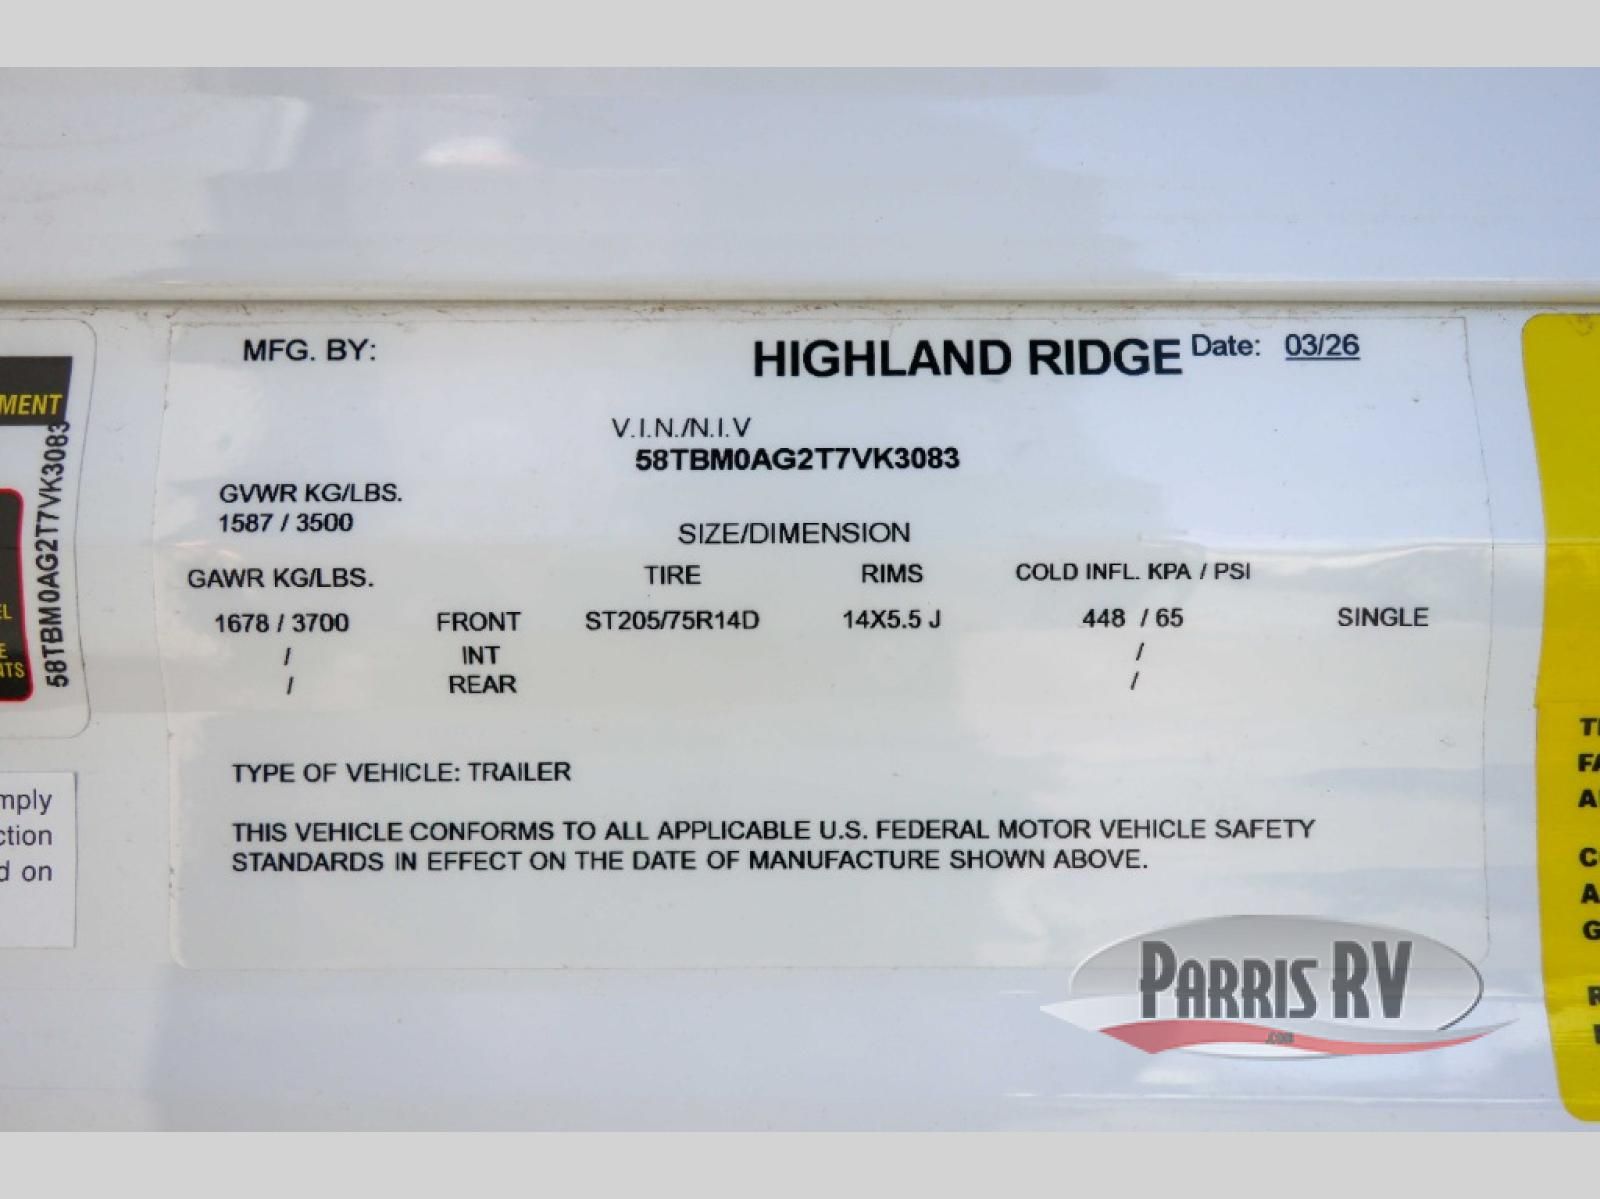 MFG. BY:
HIGHLAND RIDGE Date: 03/26
V.I.N./N.I.V
58TBM0AG2T7VK3083
GVWR KG/LBS.
1587 / 3500
SIZE/DIMENSION
GAWR KG/LBS. TIRE RIMS COLD INFL. KPA / PSI
1678 / 3700 FRONT ST205/75R14D 14X5.5 J 448 / 65 SINGLE
/ INT /
/ REAR /
TYPE OF VEHICLE: TRAILER
THIS VEHICLE CONFORMS TO ALL APPLICABLE U.S. FEDERAL MOTOR VEHICLE SAFETY
STANDARDS IN EFFECT ON THE DATE OF MANUFACTURE SHOWN ABOVE.
MENT
58TBM0AG2T7VK3083
EL
E
NTS
mply
ction
d on
PARRIS RV
.COM